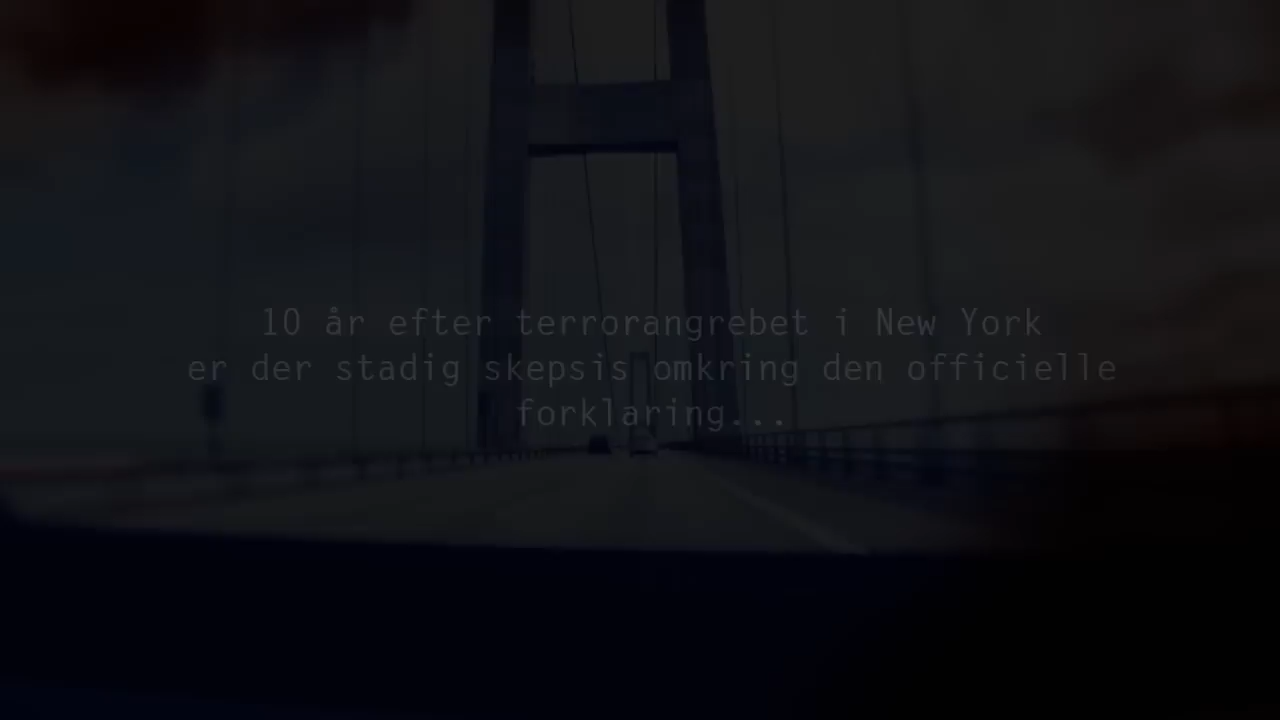 10 år efter terrorangrebet i New York
er der stadig skepsis omkring den officielle
forklaring...